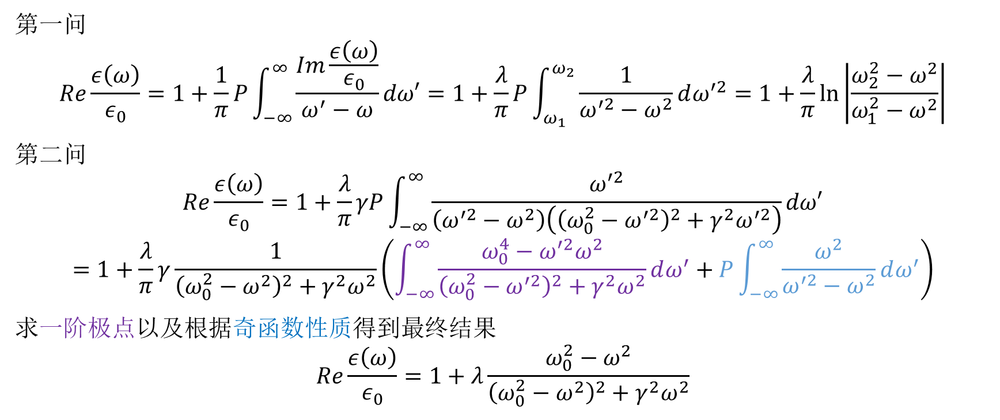 第一问
$Re\frac{\epsilon(\omega)}{\epsilon_0} = 1 + \frac{1}{\pi}P\int_{-\infty}^{\infty}\frac{Im\frac{\epsilon(\omega)}{\epsilon_0}}{\omega' - \omega}d\omega' = 1 + \frac{\lambda}{\pi}P\int_{\omega_1}^{\omega_2}\frac{1}{\omega'^2 - \omega^2}d\omega'^2 = 1 + \frac{\lambda}{\pi}\ln\left|\frac{\omega_2^2 - \omega^2}{\omega_1^2 - \omega^2}\right|$
第二问
$Re\frac{\epsilon(\omega)}{\epsilon_0} = 1 + \frac{\lambda}{\pi}\gamma P\int_{-\infty}^{\infty}\frac{\omega'^2}{(\omega'^2 - \omega^2)\left((\omega_0^2 - \omega'^2)^2 + \gamma^2\omega'^2\right)}d\omega'$
$= 1 + \frac{\lambda}{\pi}\gamma\frac{1}{(\omega_0^2 - \omega^2)^2 + \gamma^2\omega^2}\left(\int_{-\infty}^{\infty}\frac{\omega_0^4 - \omega'^2\omega^2}{(\omega_0^2 - \omega'^2)^2 + \gamma^2\omega^2}d\omega' + P\int_{-\infty}^{\infty}\frac{\omega^2}{\omega'^2 - \omega^2}d\omega'\right)$
求一阶极点以及根据奇函数性质得到最终结果
$Re\frac{\epsilon(\omega)}{\epsilon_0} = 1 + \lambda\frac{\omega_0^2 - \omega^2}{(\omega_0^2 - \omega^2)^2 + \gamma^2\omega^2}$